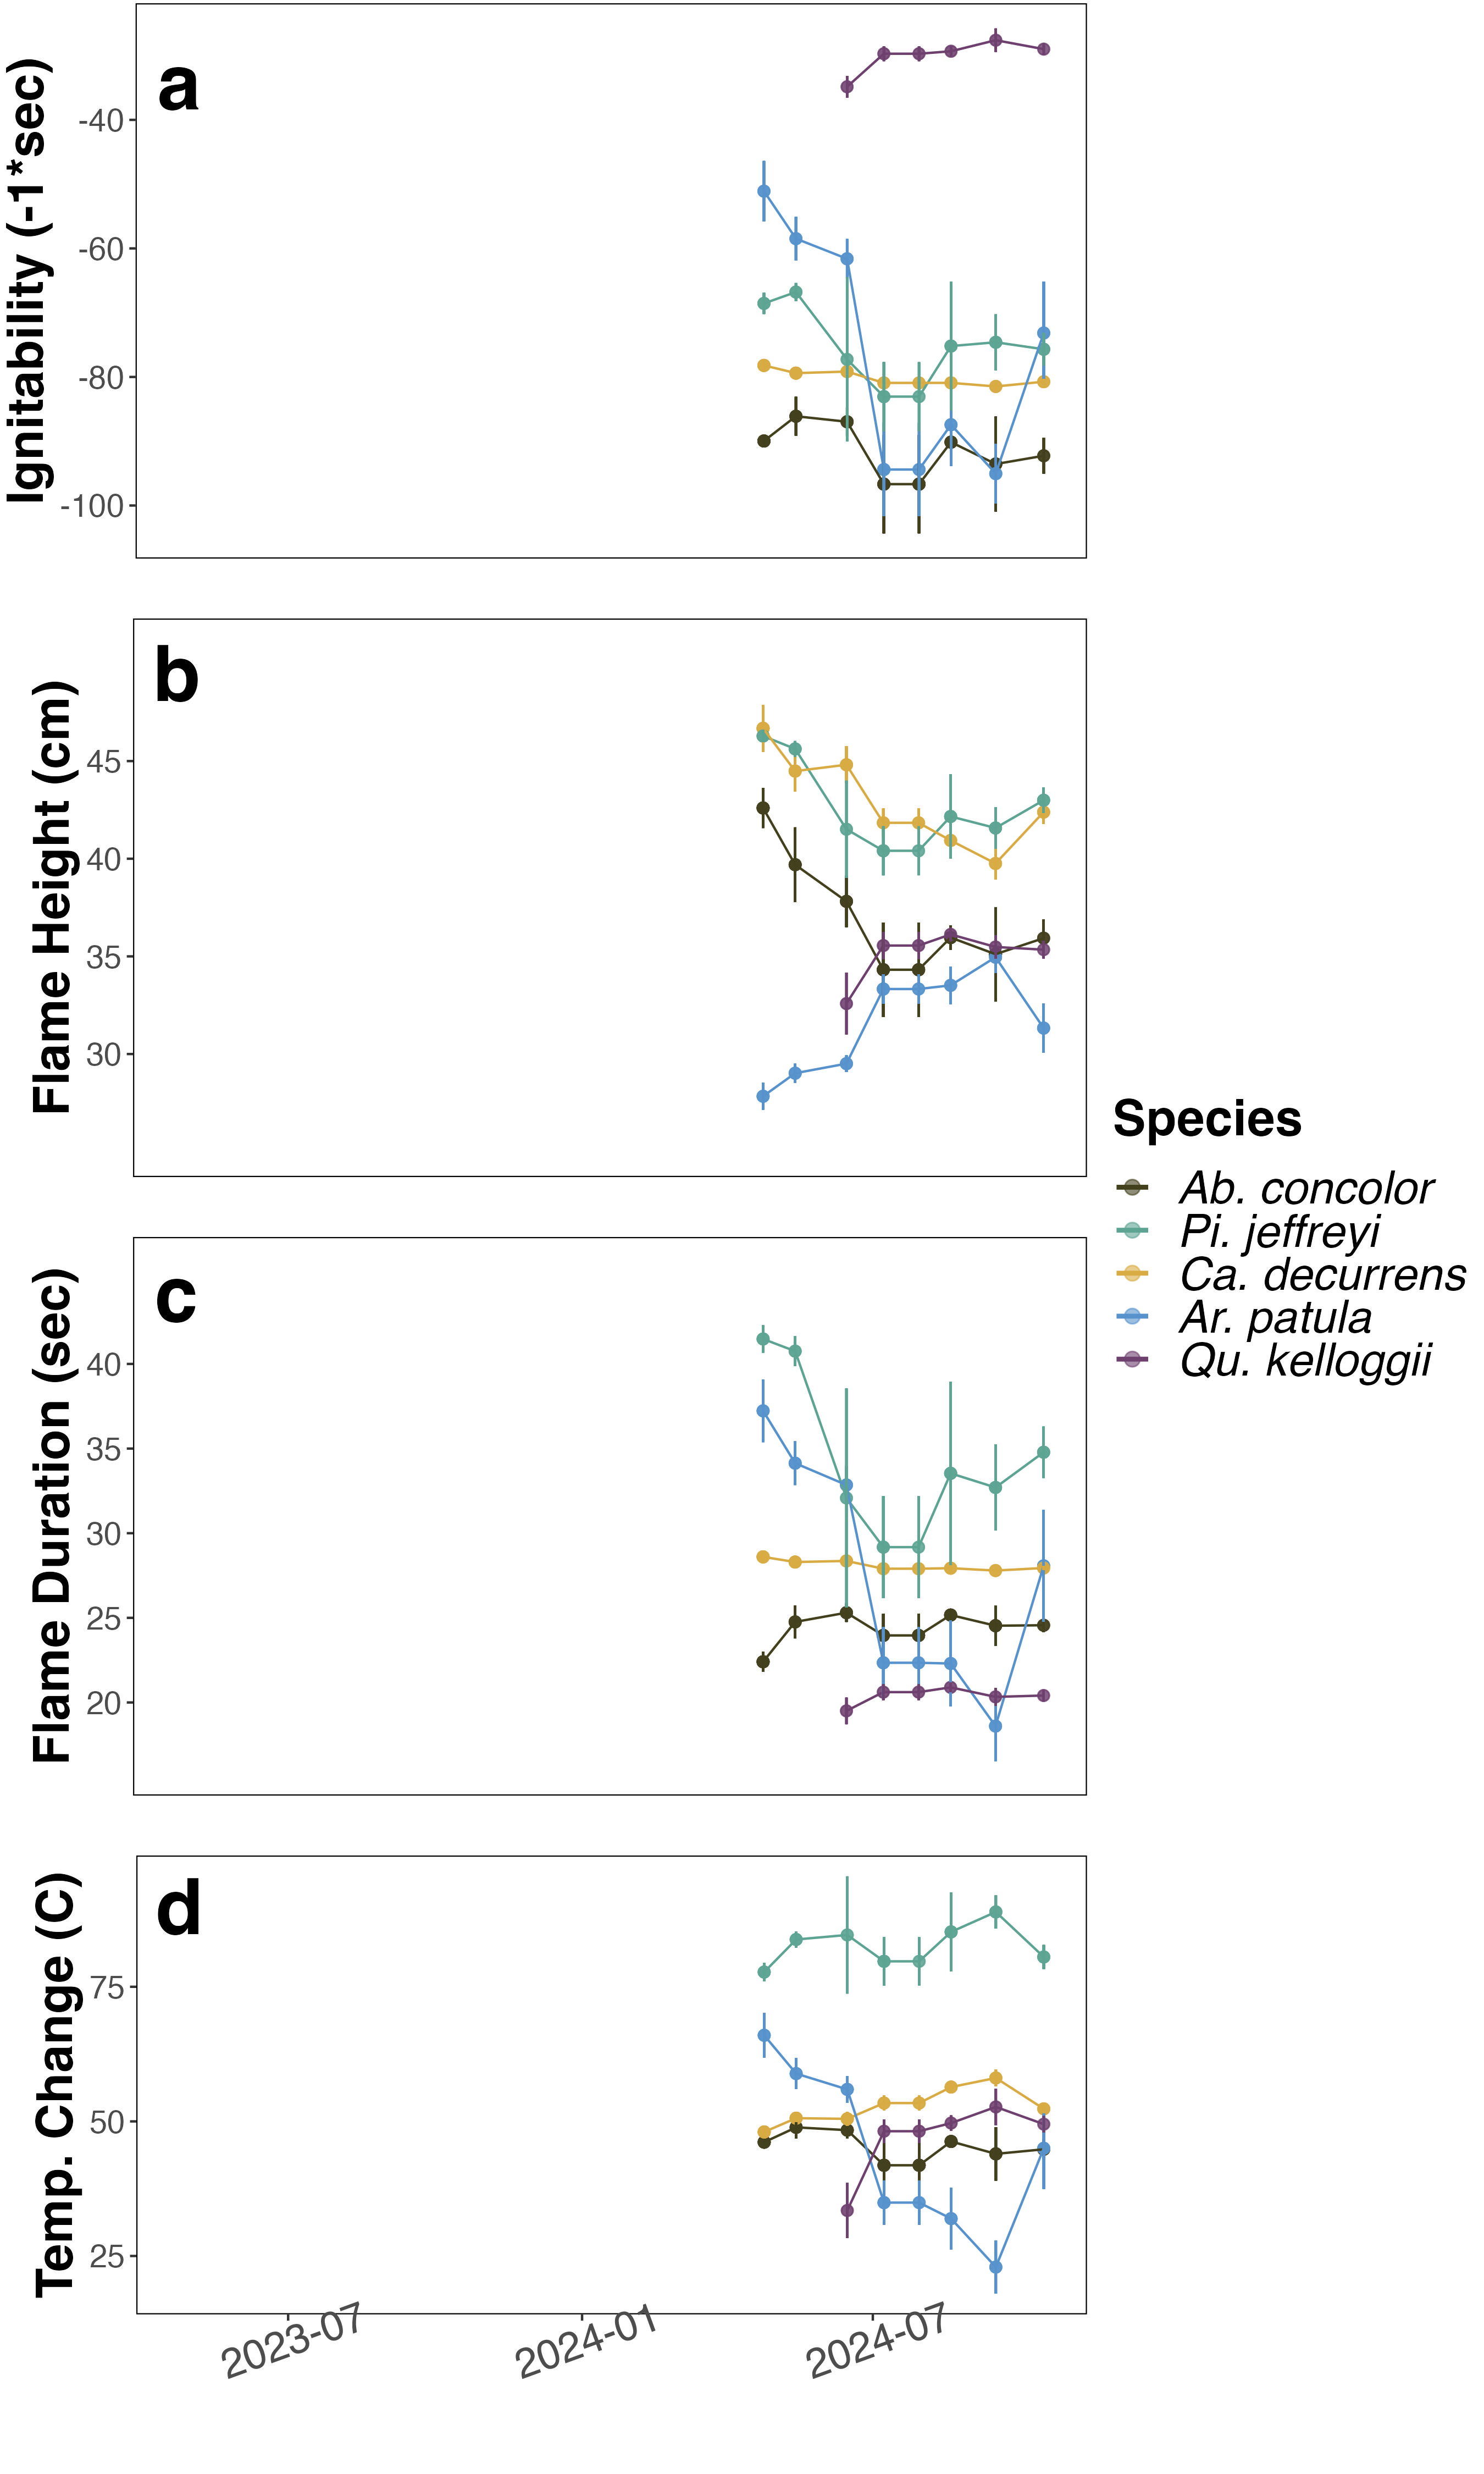 a
Ignitability (-1*sec)
-40
-60
-80
-100
b
Flame Height (cm)
45
40
35
30
c
Flame Duration (sec)
40
35
30
25
20
d
Temp. Change (C)
75
50
25
2023-07
2024-01
2024-07
Species
Ab. concolor
Pi. jeffreyi
Ca. decurrens
Ar. patula
Qu. kelloggii